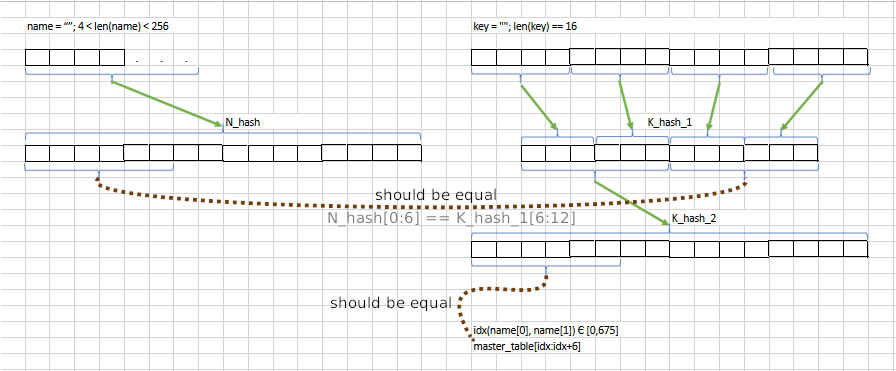 name = “”; 4 < len(name) < 256
key = ""; len(key) == 16
. . .
N_hash
K_hash_1
should be equal
N_hash[0:6] == K_hash_1[6:12]
K_hash_2
should be equal
idx(name[0], name[1]) Є [0,675]
master_table[idx:idx+6]